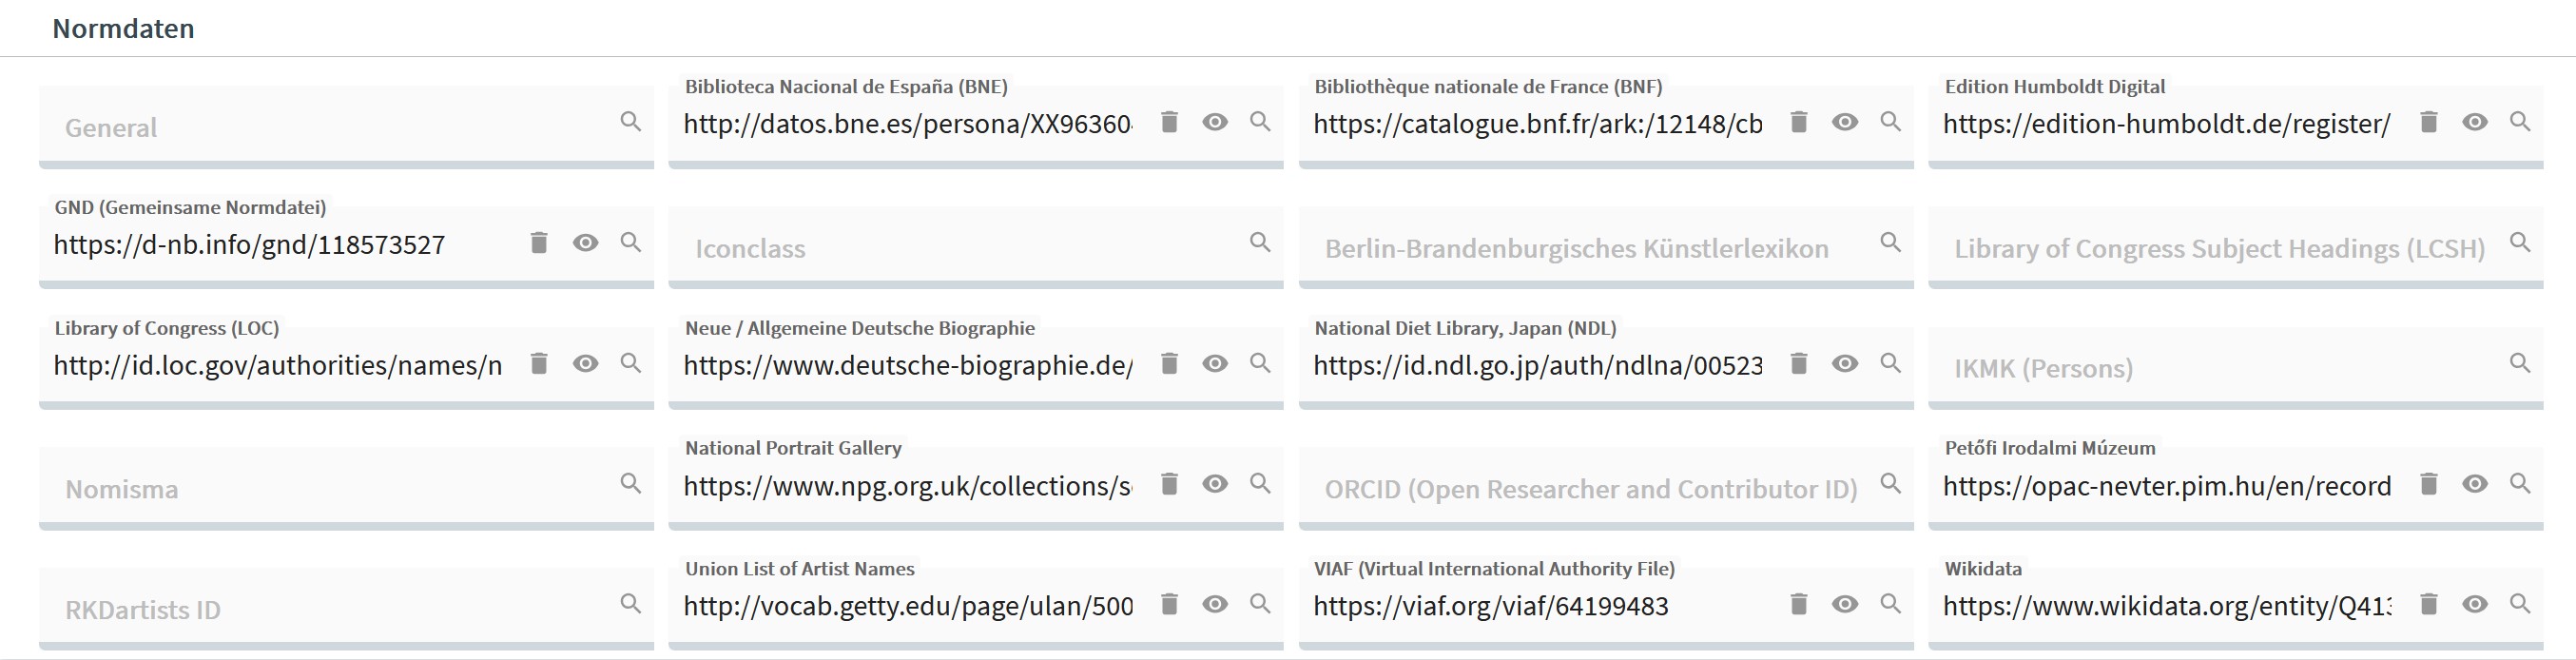 Normdaten
General
Biblioteca Nacional de España (BNE)
http://datos.bne.es/persona/XX96360
Bibliothèque nationale de France (BNF)
https://catalogue.bnf.fr/ark:/12148/cb
Edition Humboldt Digital
https://edition-humboldt.de/register/
GND (Gemeinsame Normdatei)
https://d-nb.info/gnd/118573527
Iconclass
Berlin-Brandenburgisches Künstlerlexikon
Library of Congress Subject Headings (LCSH)
Library of Congress (LOC)
http://id.loc.gov/authorities/names/n
Neue / Allgemeine Deutsche Biographie
https://www.deutsche-biographie.de/
National Diet Library, Japan (NDL)
https://id.ndl.go.jp/auth/ndlna/00523
IKMK (Persons)
Nomisma
National Portrait Gallery
https://www.npg.org.uk/collections/s
ORCID (Open Researcher and Contributor ID)
Petőfi Irodalmi Múzeum
https://opac-nevter.pim.hu/en/record
RKDartists ID
Union List of Artist Names
http://vocab.getty.edu/page/ulan/500
VIAF (Virtual International Authority File)
https://viaf.org/viaf/64199483
Wikidata
https://www.wikidata.org/entity/Q413